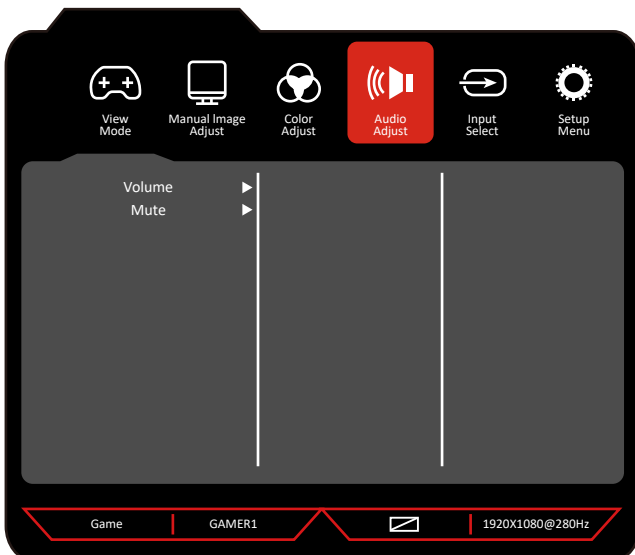 View
Mode
Manual Image
Adjust
Color
Adjust
Audio
Adjust
Input
Select
Setup
Menu
Volume
Mute
Game
GAMER1
1920X1080@280Hz